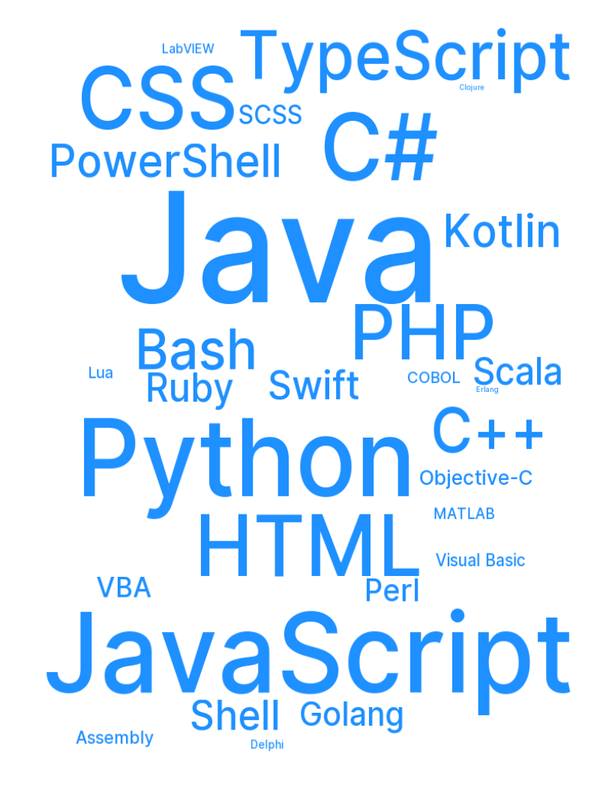 TypeScript
LabVIEW
CSS
Clojure
SCSS
C#
PowerShell
Java
Kotlin
PHP
Bash
Lua
Ruby
Swift
COBOL
Scala
Erlang
Python
C++
Objective-C
HTML
MATLAB
Visual Basic
VBA
Perl
JavaScript
Shell
Golang
Assembly
Delphi